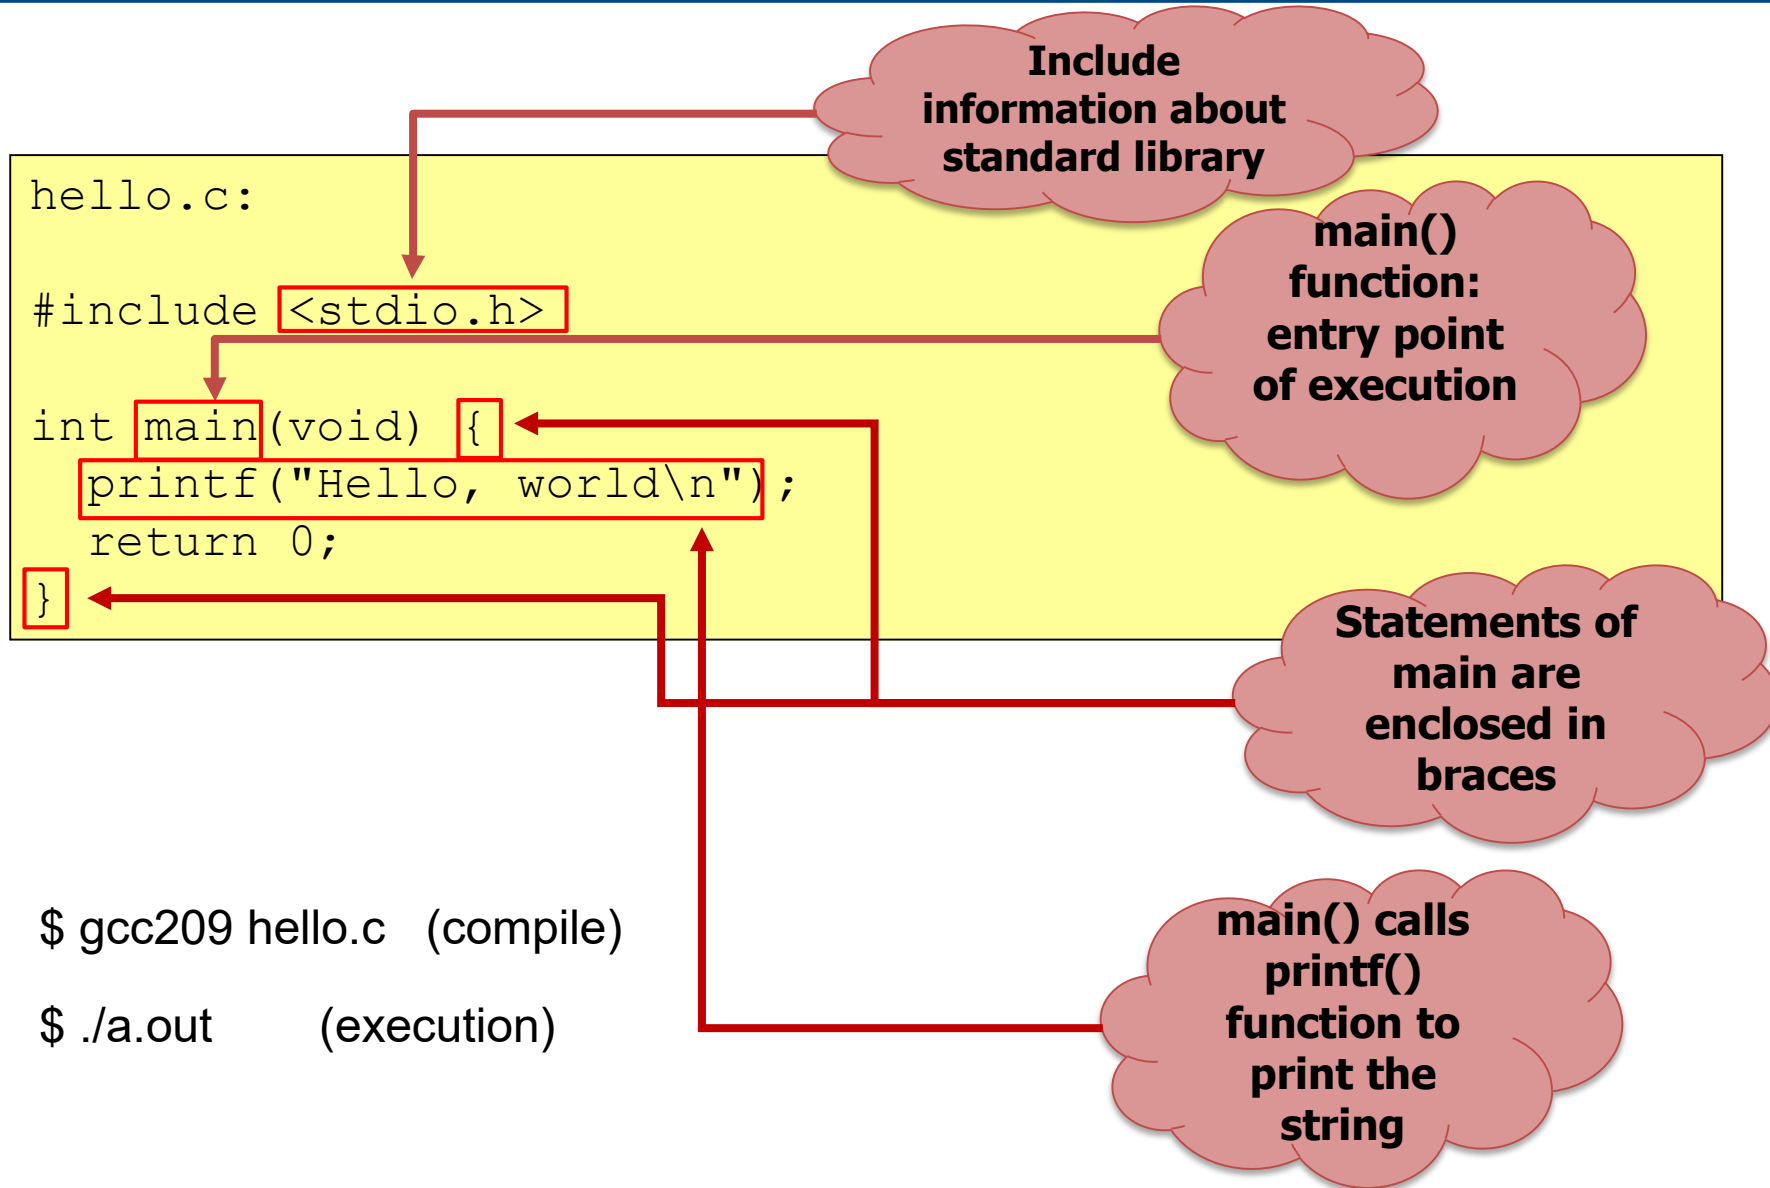 Include
information about
standard library
hello.c:
main()
function:
entry point
of execution
#include <stdio.h>
int main(void) {
printf("Hello, world\n");
return 0;
}
Statements of
main are
enclosed in
braces
$ gcc209 hello.c (compile)
$ ./a.out (execution)
main() calls
printf()
function to
print the
string